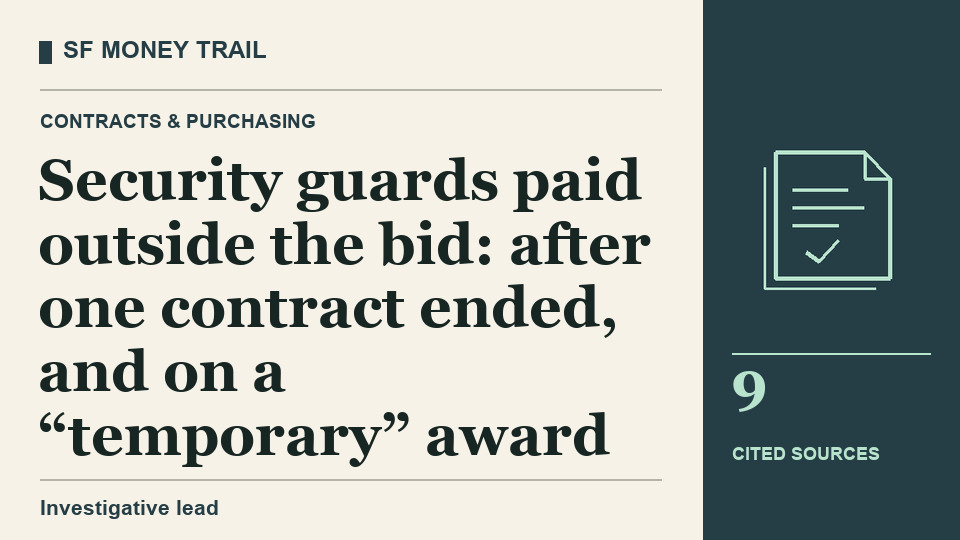 SF MONEY TRAIL
CONTRACTS & PURCHASING
Security guards paid
outside the bid: after
one contract ended,
and on a
“temporary” award
Investigative lead
9
CITED SOURCES